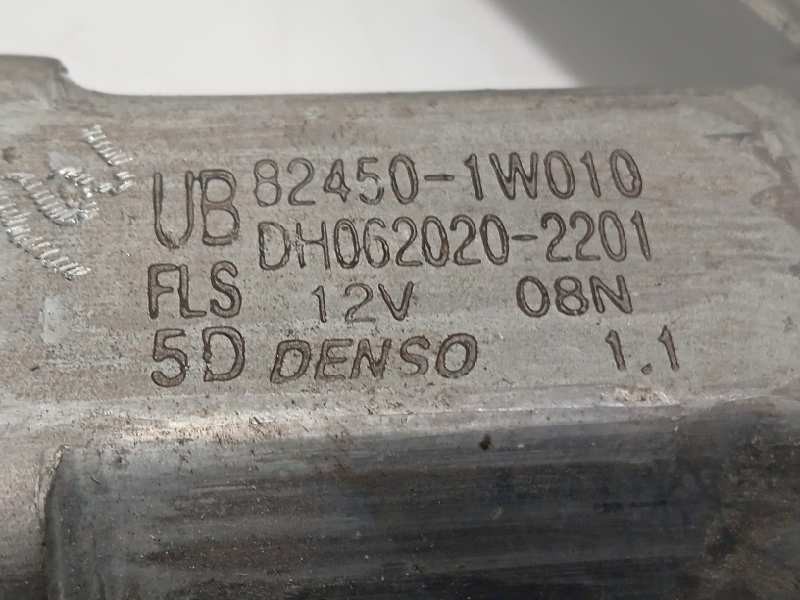 UB 82450-1W010
DH062020-2201
FLS 12V 08N
5D DENSO 1.1